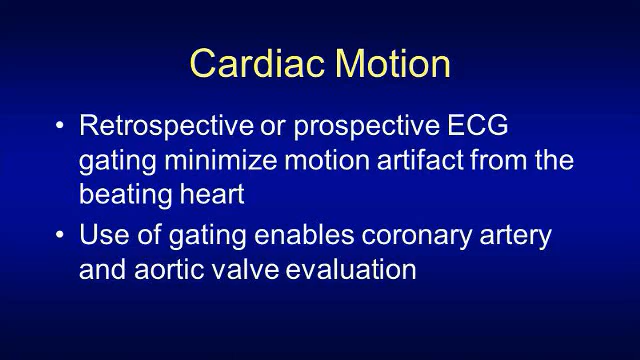 Cardiac Motion
• Retrospective or prospective ECG
gating minimize motion artifact from the
beating heart
• Use of gating enables coronary artery
and aortic valve evaluation